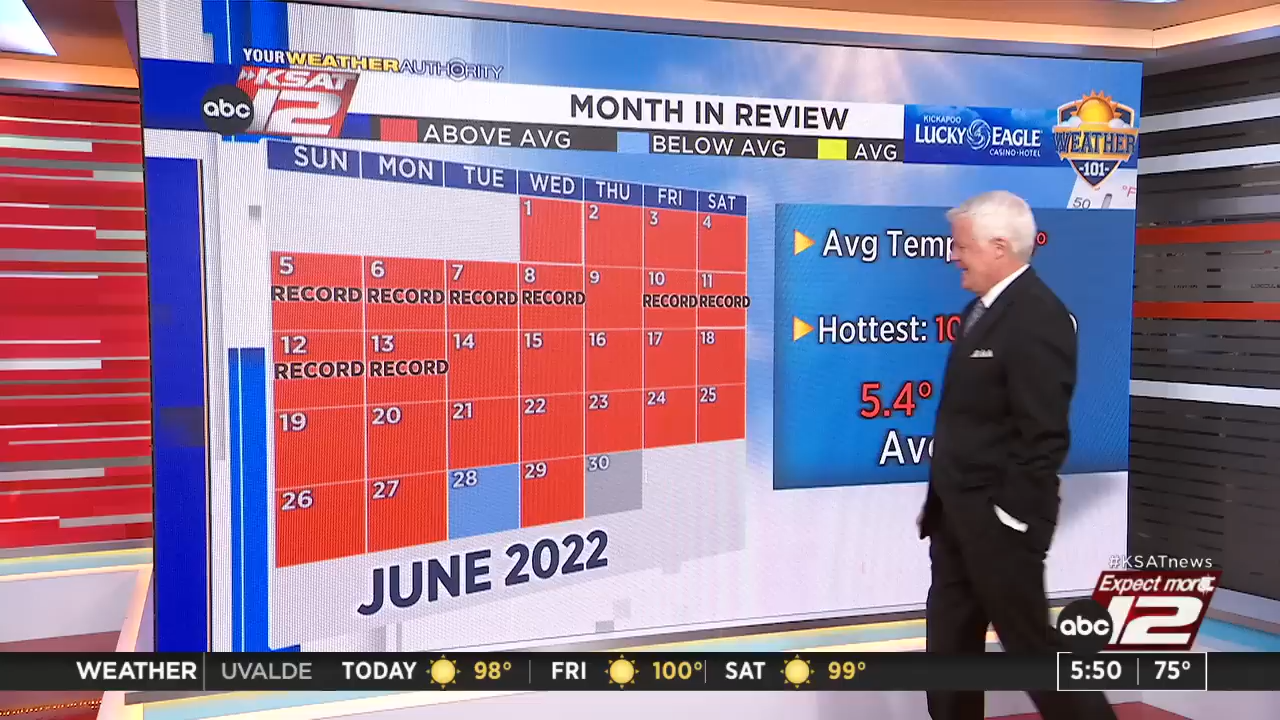 YOUR WEATHER AUTHORITY
KSAT
abc 12
MONTH IN REVIEW
ABOVE AVG BELOW AVG AVG
KICKAPOO
LUCKY EAGLE
CASINO·HOTEL
WEATHER
-101-
50 °F
SUN MON TUE WED THU FRI SAT
1 2 3 4
5 6 7 8 9 10 11
RECORD RECORD RECORD RECORD RECORD RECORD
12 13 14 15 16 17 18
RECORD RECORD
19 20 21 22 23 24 25
26 27 28 29 30
JUNE 2022
Avg Temp
Hottest: 10
5.4°
#KSATnews
Expect more.
abc 12
WEATHER UVALDE TODAY 98° FRI 100° SAT 99° 5:50 75°